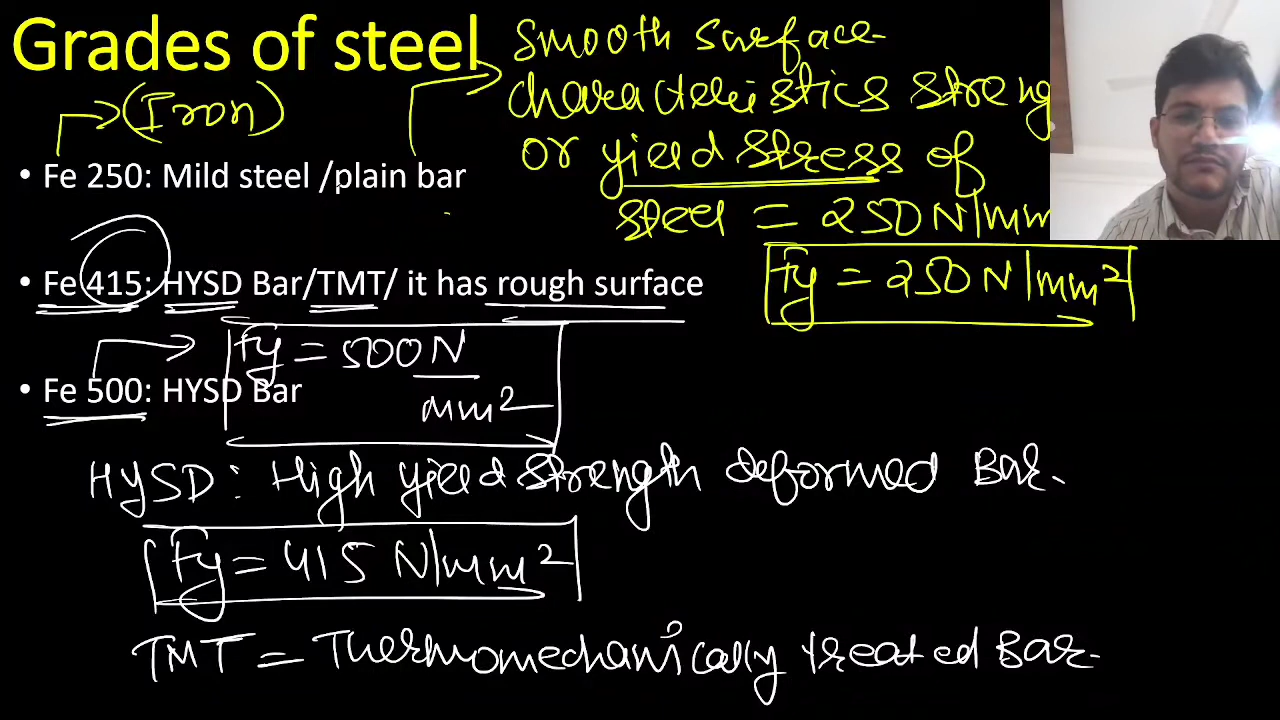 Grades of steel
Smooth surface
characteristics streng
(Iron)
or yield stress of
• Fe 250: Mild steel /plain bar
steel = 250 N/mm
fy = 250 N/mm²
• Fe 415: HYSD Bar/TMT/ it has rough surface
fy = 500 N/mm²
• Fe 500: HYSD Bar
HYSD: High yield strength deformed Bar.
fy = 415 N/mm²
TMT = Thermomechanically treated Bar.